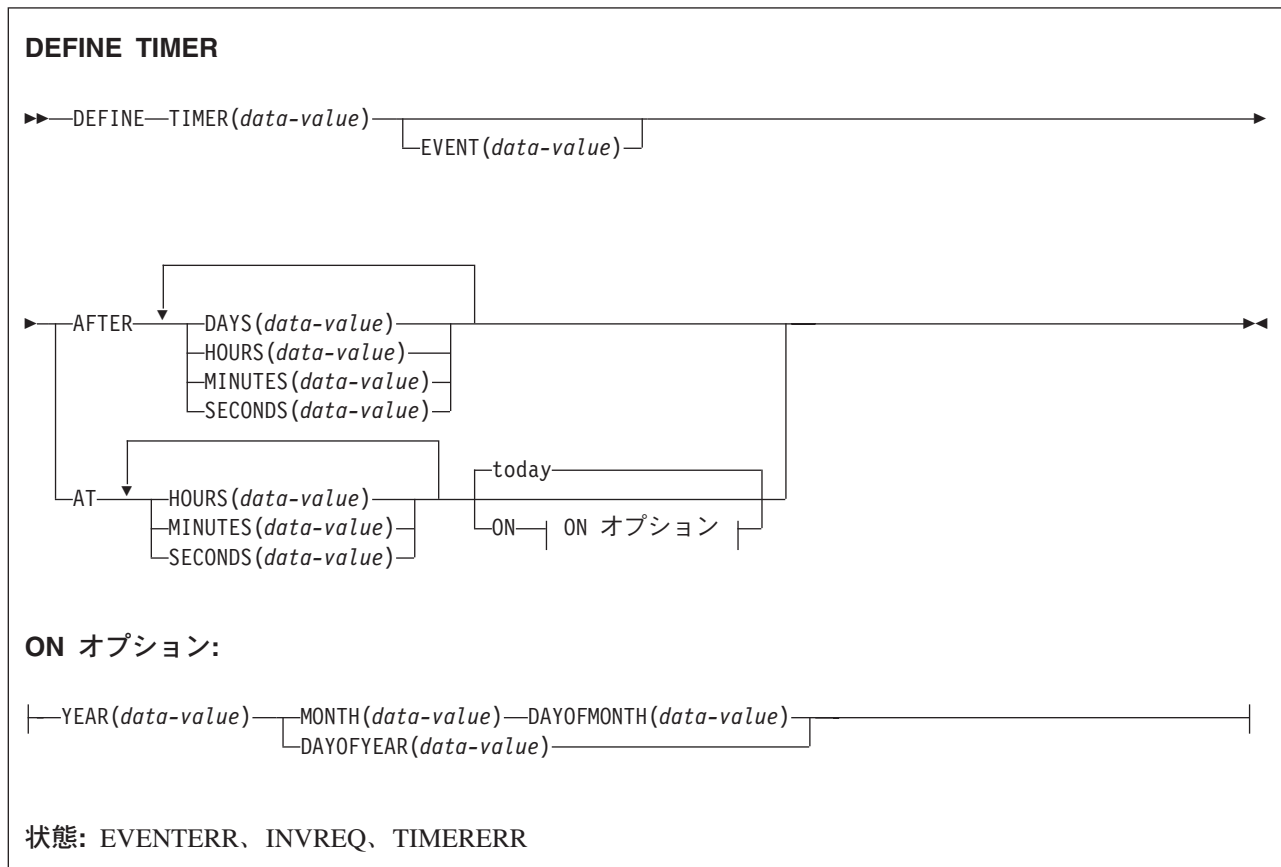 DEFINE TIMER
DEFINE TIMER(data-value)
EVENT(data-value)
AFTER DAYS(data-value)
HOURS(data-value)
MINUTES(data-value)
SECONDS(data-value)
today
AT HOURS(data-value)
MINUTES(data-value) ON ON オプション
SECONDS(data-value)
ON オプション:
YEAR(data-value) MONTH(data-value) DAYOFMONTH(data-value)
DAYOFYEAR(data-value)
状態: EVENTERR、INVREQ、TIMERERR